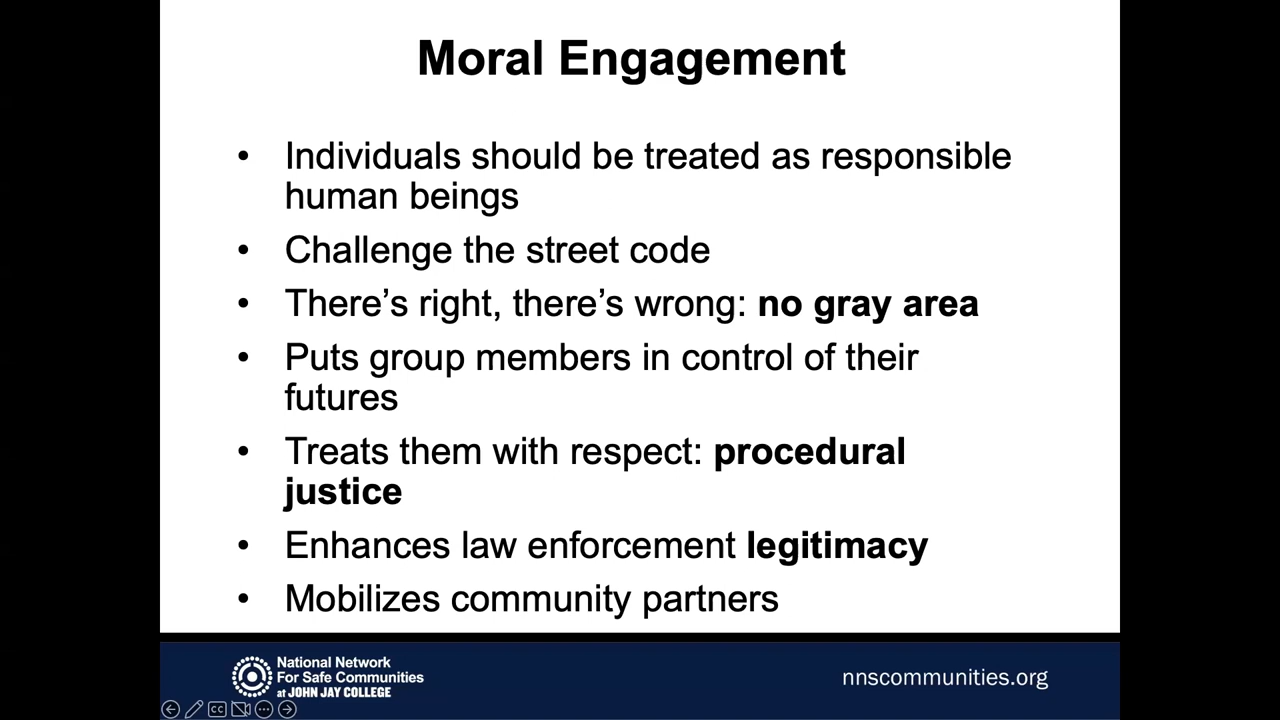 Moral Engagement
• Individuals should be treated as responsible
human beings
• Challenge the street code
• There’s right, there’s wrong: no gray area
• Puts group members in control of their
futures
• Treats them with respect: procedural
justice
• Enhances law enforcement legitimacy
• Mobilizes community partners
National Network
For Safe Communities
at JOHN JAY COLLEGE
nnscommunities.org
CC